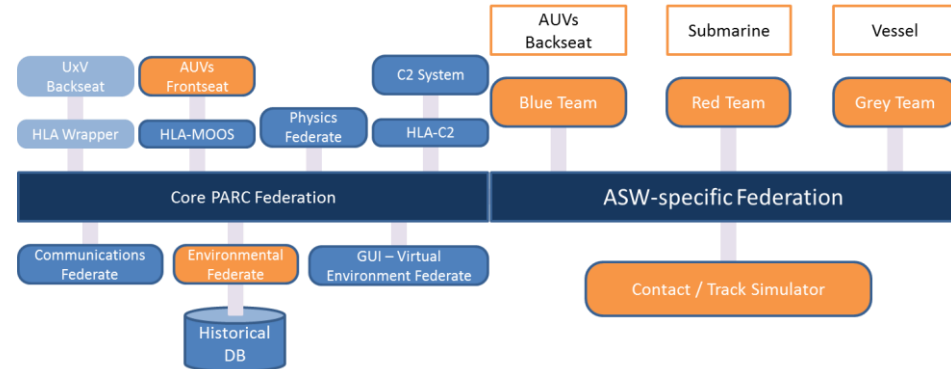 AUVs
Backseat
Submarine
Vessel
UxV
Backseat
AUVs
Frontseat
C2 System
Blue Team
Red Team
Grey Team
HLA Wrapper
HLA-MOOS
Physics
Federate
HLA-C2
Core PARC Federation
ASW-specific Federation
Communications
Federate
Environmental
Federate
GUI – Virtual
Environment Federate
Contact / Track Simulator
Historical
DB